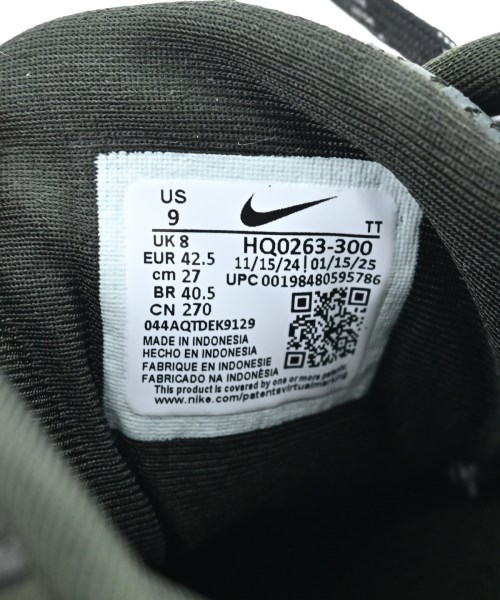 US
9
TT
UK 8
HQ0263-300
EUR 42.5
11/15/24 | 01/15/25
cm 27
UPC 00198480595786
BR 40.5
CN 270
044AQTDEK9129
MADE IN INDONESIA
HECHO EN INDONESIA
FABRIQUE EN INDONESIE
FABRICADO NA INDONÉSIA
This product is covered by one or more patents.
www.nike.com/patentsvirtualmarking